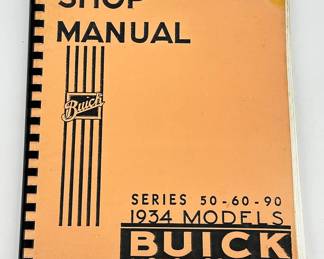 SHOP
MANUAL
Buick
SERIES 50-60-90
1934 MODELS
BUICK